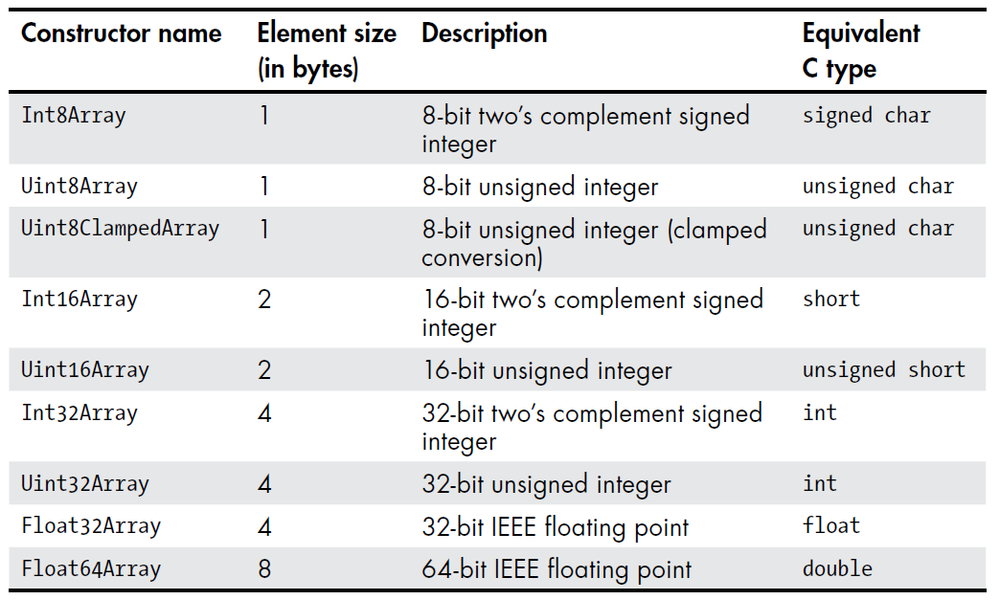 Constructor name Element size Description Equivalent
(in bytes) C type
Int8Array 1 8-bit two’s complement signed signed char
integer
Uint8Array 1 8-bit unsigned integer unsigned char
Uint8ClampedArray 1 8-bit unsigned integer (clamped unsigned char
conversion)
Int16Array 2 16-bit two’s complement signed short
integer
Uint16Array 2 16-bit unsigned integer unsigned short
Int32Array 4 32-bit two’s complement signed int
integer
Uint32Array 4 32-bit unsigned integer int
Float32Array 4 32-bit IEEE floating point float
Float64Array 8 64-bit IEEE floating point double